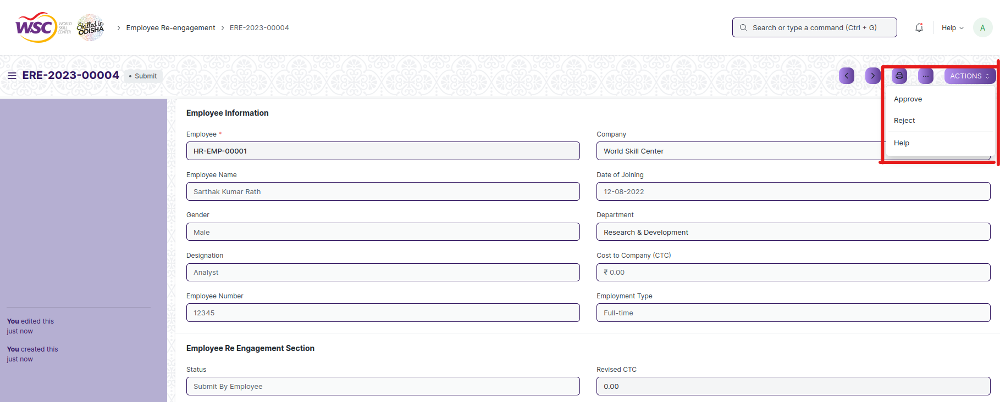 WSC WORLD SKILL CENTER
Skilled in ODISHA
Employee Re-engagement
ERE-2023-00004
Search or type a command (Ctrl + G)
Help
A
ERE-2023-00004
• Submit
ACTIONS
Approve
Reject
Help
Employee Information
Employee *
HR-EMP-00001
Company
World Skill Center
Employee Name
Sarthak Kumar Rath
Date of Joining
12-08-2022
Gender
Male
Department
Research & Development
Designation
Analyst
Cost to Company (CTC)
₹ 0.00
Employee Number
12345
Employment Type
Full-time
You edited this
just now
You created this
just now
Employee Re Engagement Section
Status
Submit By Employee
Revised CTC
0.00